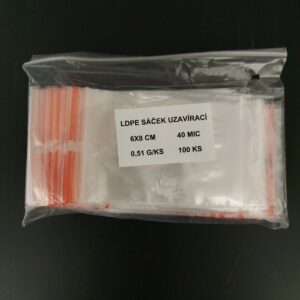 LDPE SÁČEK UZAVÍRACÍ
6X8 CM 40 MIC
0,51 G/KS 100 KS